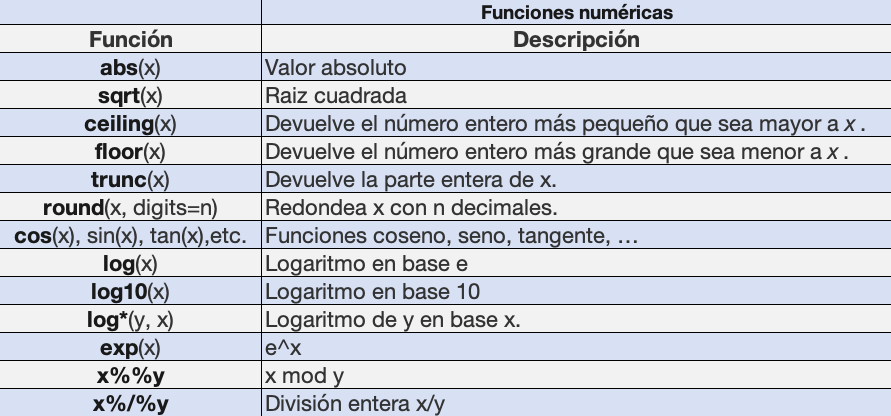 Funciones numéricas
Función Descripción
abs(x) Valor absoluto
sqrt(x) Raiz cuadrada
ceiling(x) Devuelve el número entero más pequeño que sea mayor a x .
floor(x) Devuelve el número entero más grande que sea menor a x .
trunc(x) Devuelve la parte entera de x.
round(x, digits=n) Redondea x con n decimales.
cos(x), sin(x), tan(x),etc. Funciones coseno, seno, tangente, …
log(x) Logaritmo en base e
log10(x) Logaritmo en base 10
log*(y, x) Logaritmo de y en base x.
exp(x) e^x
x%%y x mod y
x%/%y División entera x/y